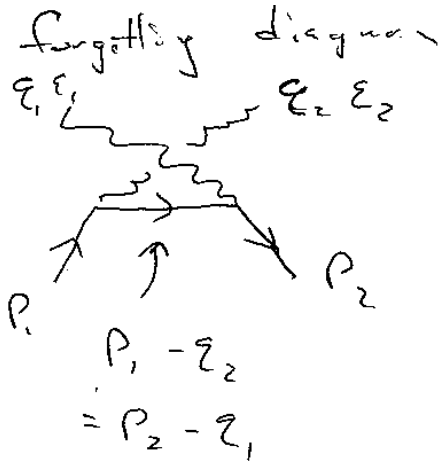 forgetting diagram
q₁ ε₁ q₂ ε₂
P₁ P₂
P₁ - q₂
= P₂ - q₁